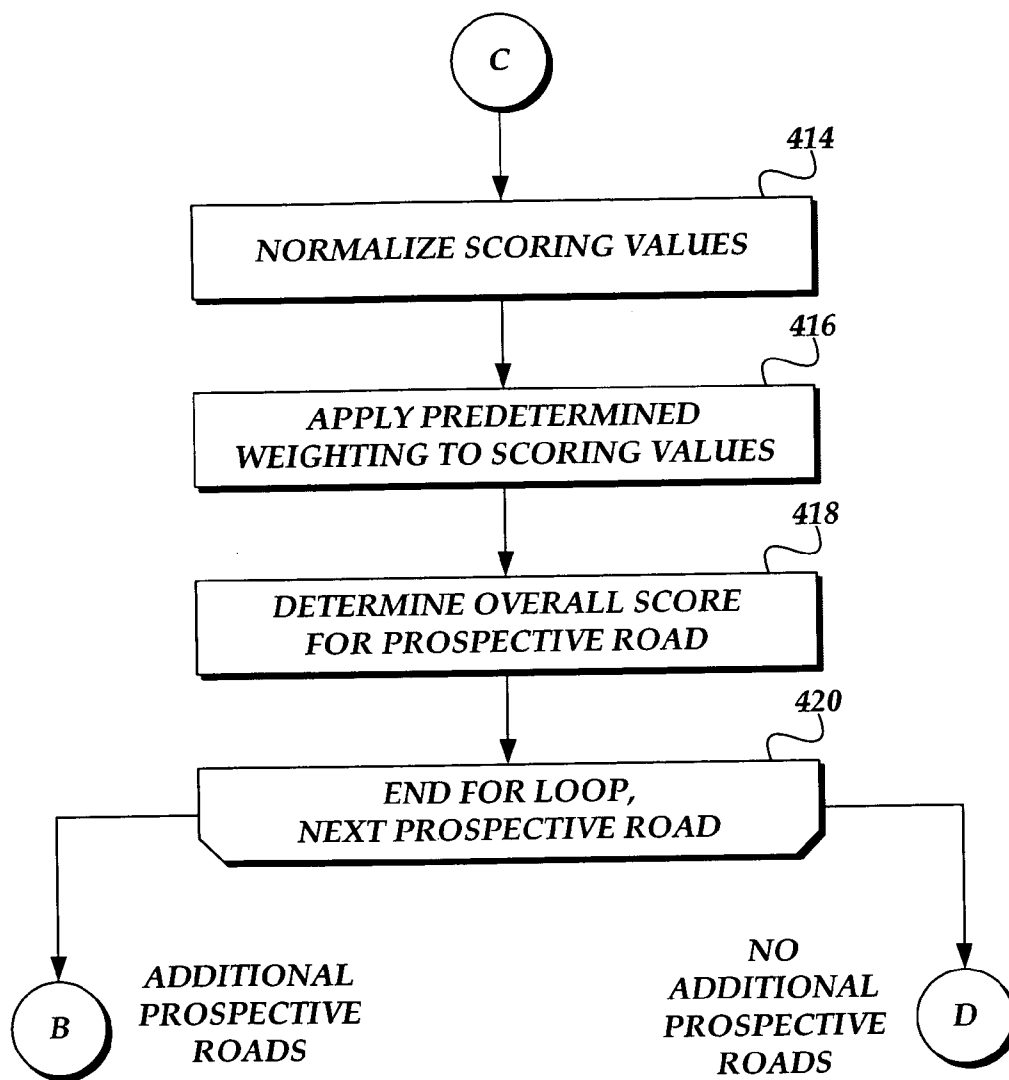 C
414
NORMALIZE SCORING VALUES
416
APPLY PREDETERMINED
WEIGHTING TO SCORING VALUES
418
DETERMINE OVERALL SCORE
FOR PROSPECTIVE ROAD
420
END FOR LOOP,
NEXT PROSPECTIVE ROAD
B
ADDITIONAL
PROSPECTIVE
ROADS
NO
ADDITIONAL
PROSPECTIVE
ROADS
D